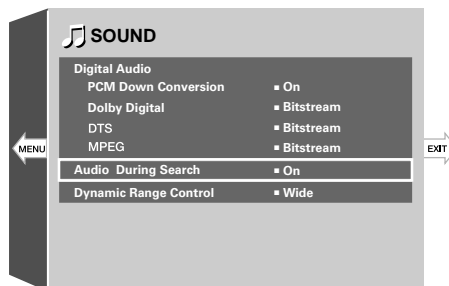 SOUND
Digital Audio
PCM Down Conversion ▪ On
Dolby Digital ▪ Bitstream
DTS ▪ Bitstream
MPEG ▪ Bitstream
MENU
EXIT
Audio During Search ▪ On
Dynamic Range Control ▪ Wide